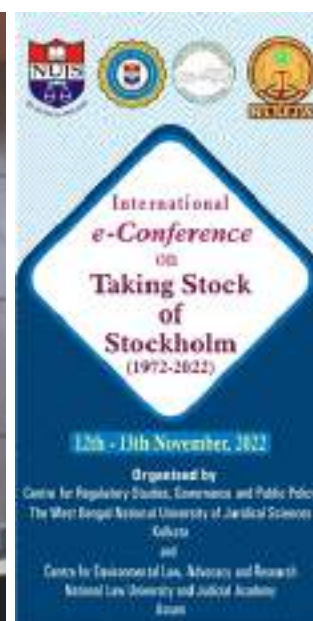 NUJS
International
e-Conference
on
Taking Stock
of
Stockholm
(1972-2022)
12th - 13th November, 2022
Organised by
Centre for Regulatory Studies, Governance and Public Policy
The West Bengal National University of Juridical Sciences
Kolkata
and
Centre for Environmental Law, Advocacy and Research
National Law University and Judicial Academy
Assam